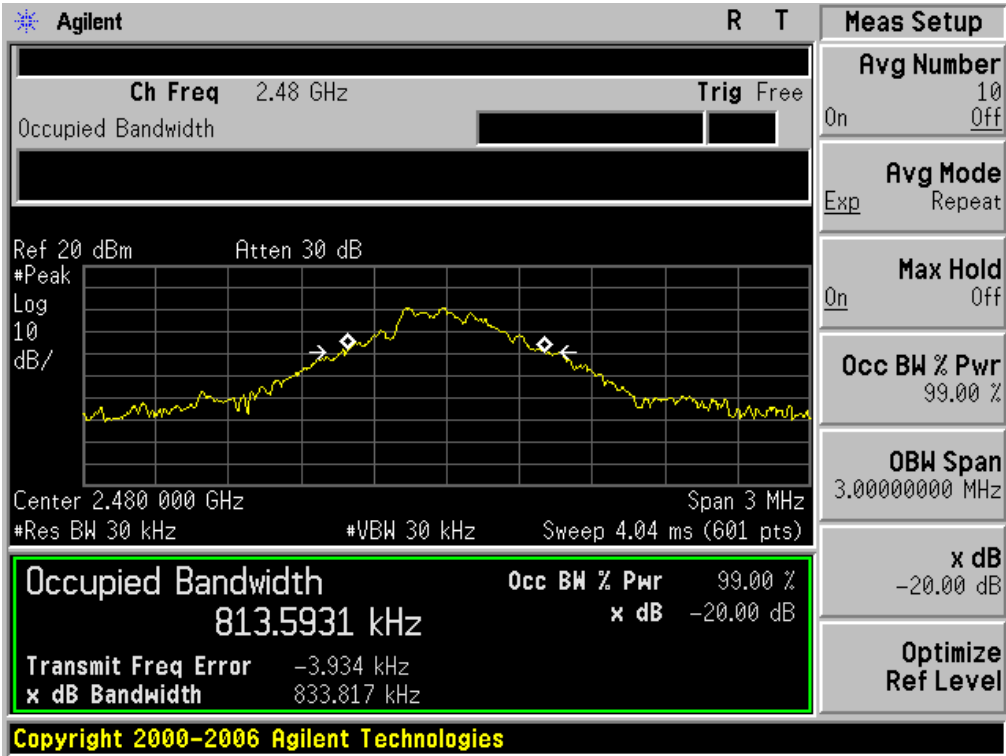 Agilent R T
Ch Freq 2.48 GHz Trig Free
Occupied Bandwidth
Ref 20 dBm Atten 30 dB
#Peak
Log
10
dB/
Center 2.480 000 GHz Span 3 MHz
#Res BW 30 kHz #VBW 30 kHz Sweep 4.04 ms (601 pts)
Occupied Bandwidth
813.5931 kHz
Occ BW % Pwr 99.00 %
x dB -20.00 dB
Transmit Freq Error -3.934 kHz
x dB Bandwidth 833.817 kHz
Copyright 2000-2006 Agilent Technologies
Meas Setup
Avg Number
10
On Off
Avg Mode
Exp Repeat
Max Hold
On Off
Occ BW % Pwr
99.00 %
OBW Span
3.00000000 MHz
x dB
-20.00 dB
Optimize
Ref Level